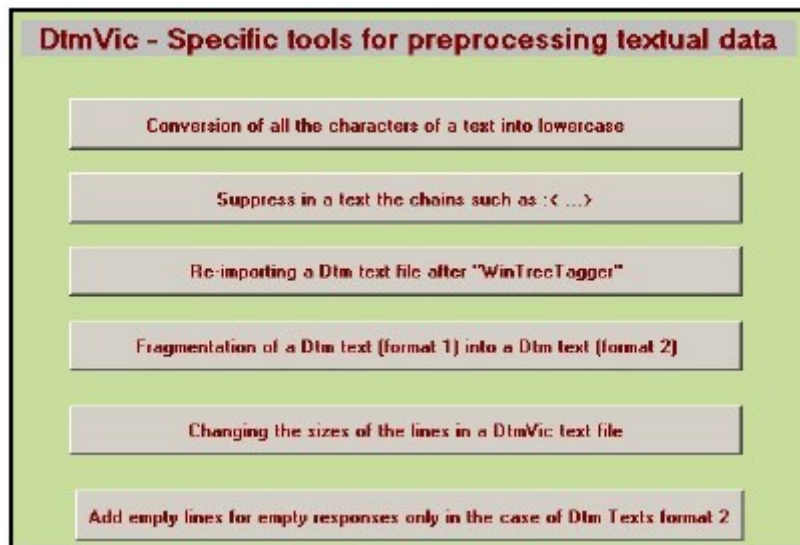 DtmVic - Specific tools for preprocessing textual data
Conversion of all the characters of a text into lowercase
Suppress in a text the chains such as :< ...>
Re-importing a Dtm text file after "WinTreeTagger"
Fragmentation of a Dtm text (format 1) into a Dtm text (format 2)
Changing the sizes of the lines in a DtmVic text file
Add empty lines for empty responses only in the case of Dtm Texts format 2